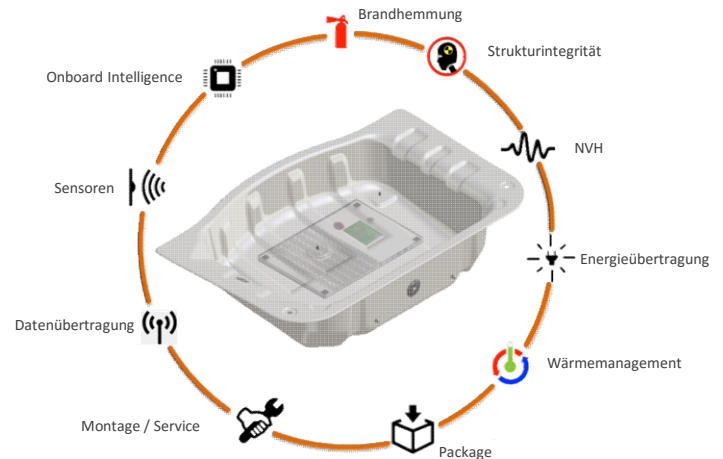 Brandhemmung
Strukturintegrität
Onboard Intelligence
NVH
Sensoren
Energieübertragung
Datenübertragung
Wärmemanagement
Montage / Service
Package